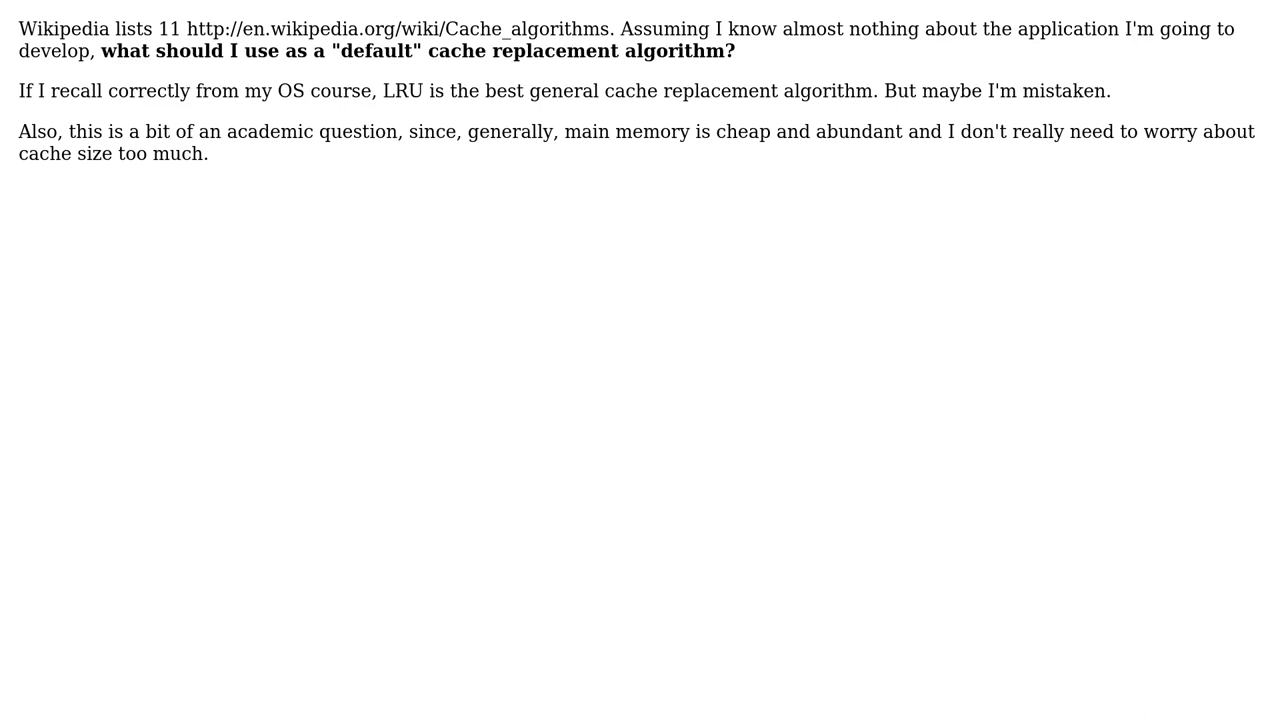 Wikipedia lists 11 http://en.wikipedia.org/wiki/Cache_algorithms. Assuming I know almost nothing about the application I'm going to
develop, what should I use as a "default" cache replacement algorithm?
If I recall correctly from my OS course, LRU is the best general cache replacement algorithm. But maybe I'm mistaken.
Also, this is a bit of an academic question, since, generally, main memory is cheap and abundant and I don't really need to worry about
cache size too much.